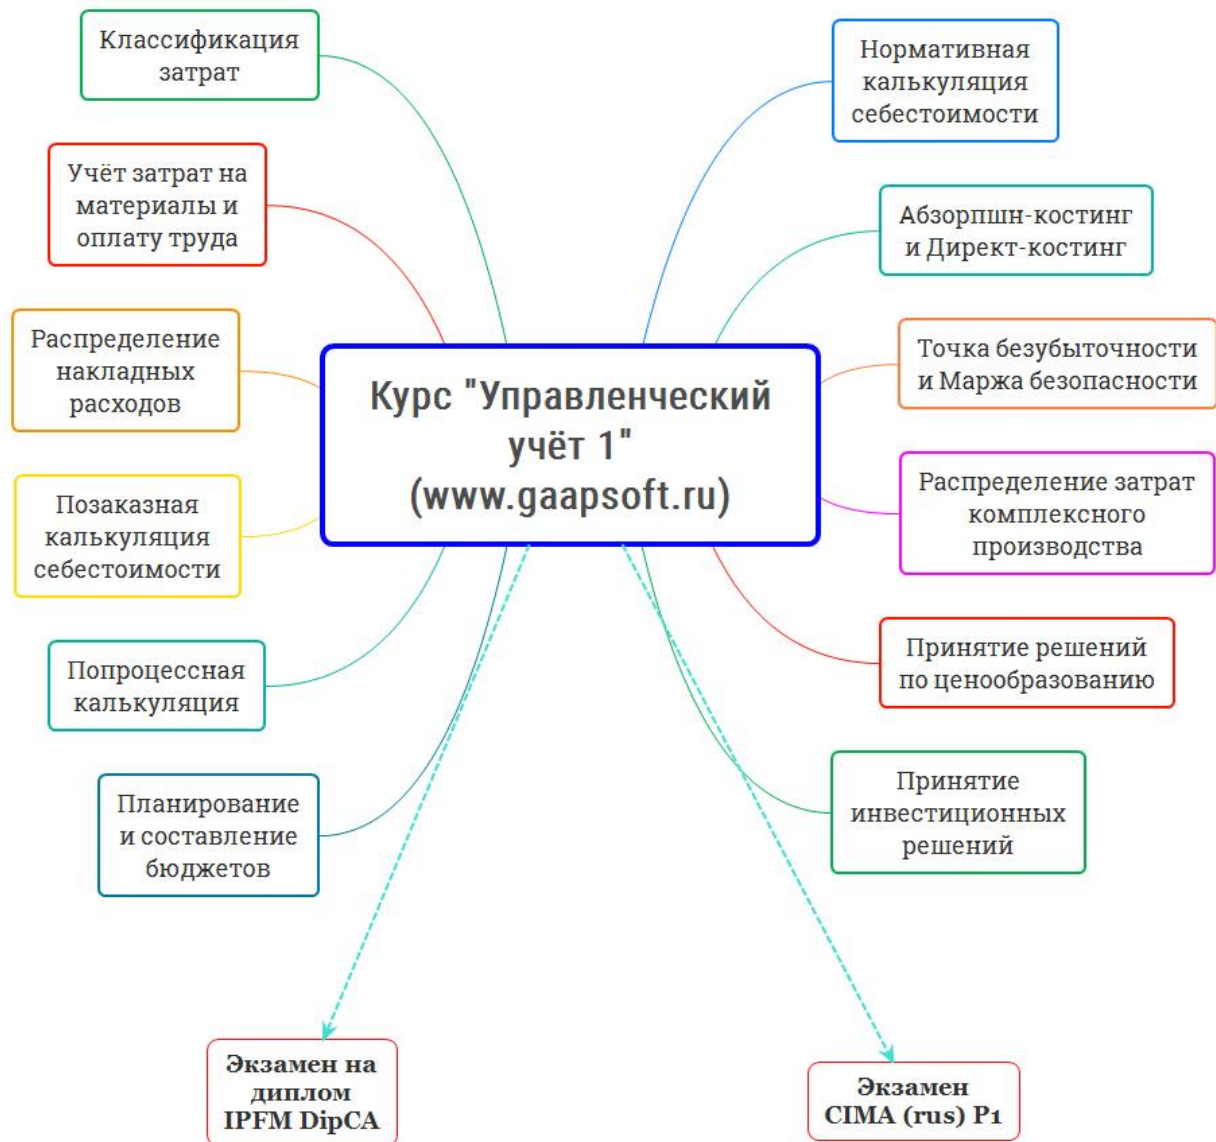 Классификация
затрат
Учёт затрат на
материалы и
оплату труда
Распределение
накладных
расходов
Позаказная
калькуляция
себестоимости
Попроцессная
калькуляция
Планирование
и составление
бюджетов
Курс "Управленческий
учёт 1"
(www.gaapsoft.ru)
Нормативная
калькуляция
себестоимости
Абзорпшн-костинг
и Директ-костинг
Точка безубыточности
и Маржа безопасности
Распределение затрат
комплексного
производства
Принятие решений
по ценообразованию
Принятие
инвестиционных
решений
Экзамен на
диплом
IPFM DipCA
Экзамен
CIMA (rus) P1